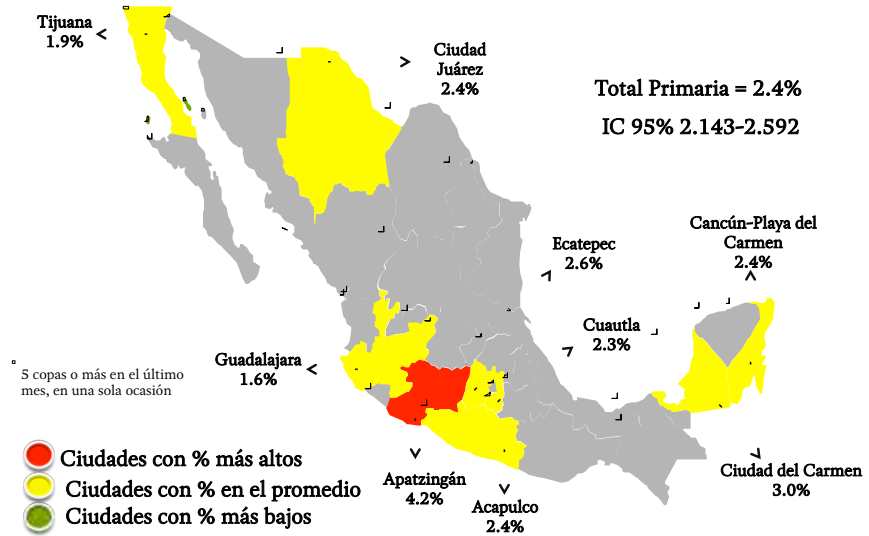 Tijuana
1.9%
Ciudad
Juárez
2.4%
Total Primaria = 2.4%
IC 95% 2.143-2.592
Cancún-Playa del
Carmen
2.4%
Ecatepec
2.6%
Cuautla
2.3%
Guadalajara
1.6%
5 copas o más en el último
mes, en una sola ocasión
Ciudades con % más altos
Ciudades con % en el promedio
Ciudades con % más bajos
Apatzingán
4.2%
Acapulco
2.4%
Ciudad del Carmen
3.0%